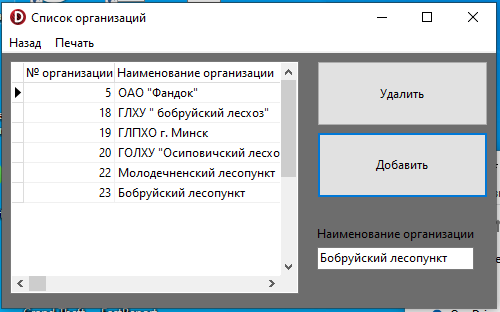 Список организаций
Назад Печать
№ организации Наименование организации
5 ОАО "Фандок"
18 ГЛХУ " бобруйский лесхоз"
19 ГЛПХО г. Минск
20 ГОЛХУ "Осиповичский лесхо
22 Молодечненский лесопункт
23 Бобруйский лесопункт
Удалить
Добавить
Наименование организации
Бобруйский лесопункт